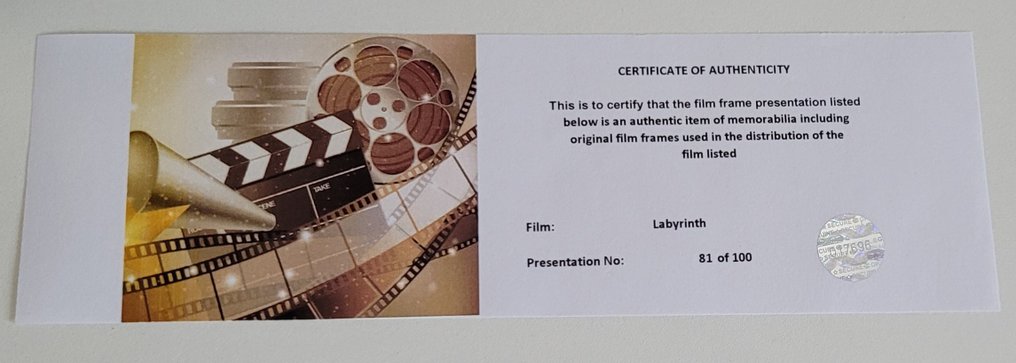 CERTIFICATE OF AUTHENTICITY
This is to certify that the film frame presentation listed
below is an authentic item of memorabilia including
original film frames used in the distribution of the
film listed
Film: Labyrinth
Presentation No: 81 of 100
TAKE